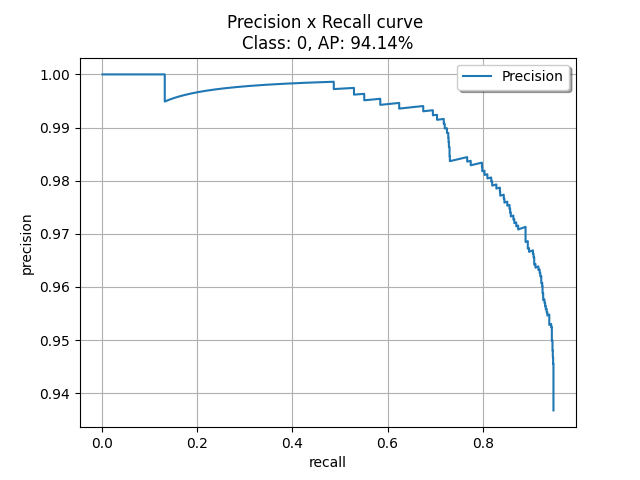 Precision x Recall curve
Class: 0, AP: 94.14%
Precision
1.00
0.99
0.98
0.97
0.96
0.95
0.94
precision
0.0 0.2 0.4 0.6 0.8
recall